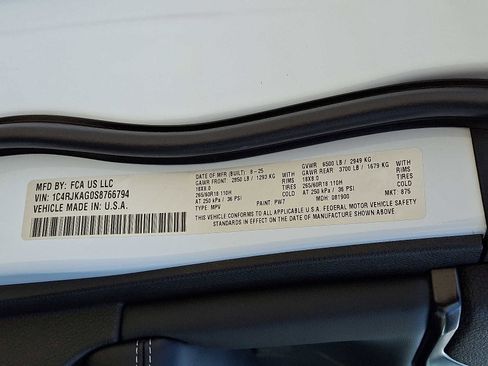 MFD BY: FCA US LLC
VIN: 1C4RJKAG0S8766794
VEHICLE MADE IN: U.S.A.
DATE OF MFR (BUILT): 8-25
GAWR FRONT: 2850 LB / 1293 KG WITH
18X8.0 RIMS
265/60R18 110H TIRES
AT 250 kPa / 36 PSI COLD
TYPE: MPV PAINT: PW7
GVWR 6500 LB / 2949 KG
GAWR REAR: 3700 LB / 1679 KG WITH
18X8.0 RIMS
265/60R18 110H TIRES
AT 250 kPa / 36 PSI COLD
MDH: 081900 MKT: 875
THIS VEHICLE CONFORMS TO ALL APPLICABLE U.S.A. FEDERAL MOTOR VEHICLE SAFETY
STANDARDS IN EFFECT ON THE DATE OF MANUFACTURE SHOWN ABOVE.